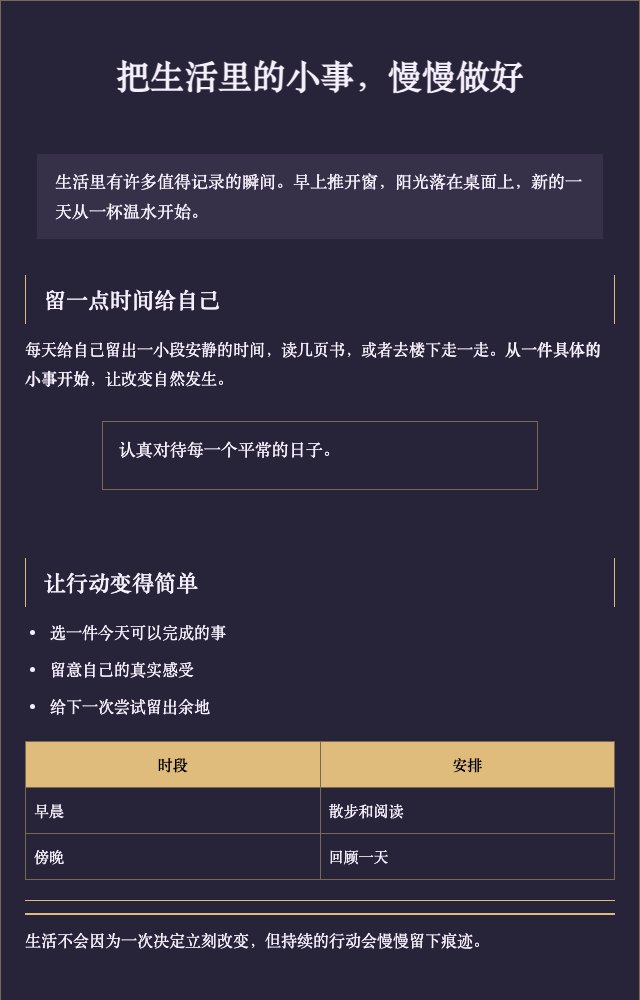 把生活里的小事，慢慢做好
生活里有许多值得记录的瞬间。早上推开窗，阳光落在桌面上，新的一
天从一杯温水开始。
留一点时间给自己
每天给自己留出一小段安静的时间，读几页书，或者去楼下走一走。从一件具体的
小事开始，让改变自然发生。
认真对待每一个平常的日子。
让行动变得简单
• 选一件今天可以完成的事
• 留意自己的真实感受
• 给下一次尝试留出余地
时段 安排
早晨 散步和阅读
傍晚 回顾一天
生活不会因为一次决定立刻改变，但持续的行动会慢慢留下痕迹。